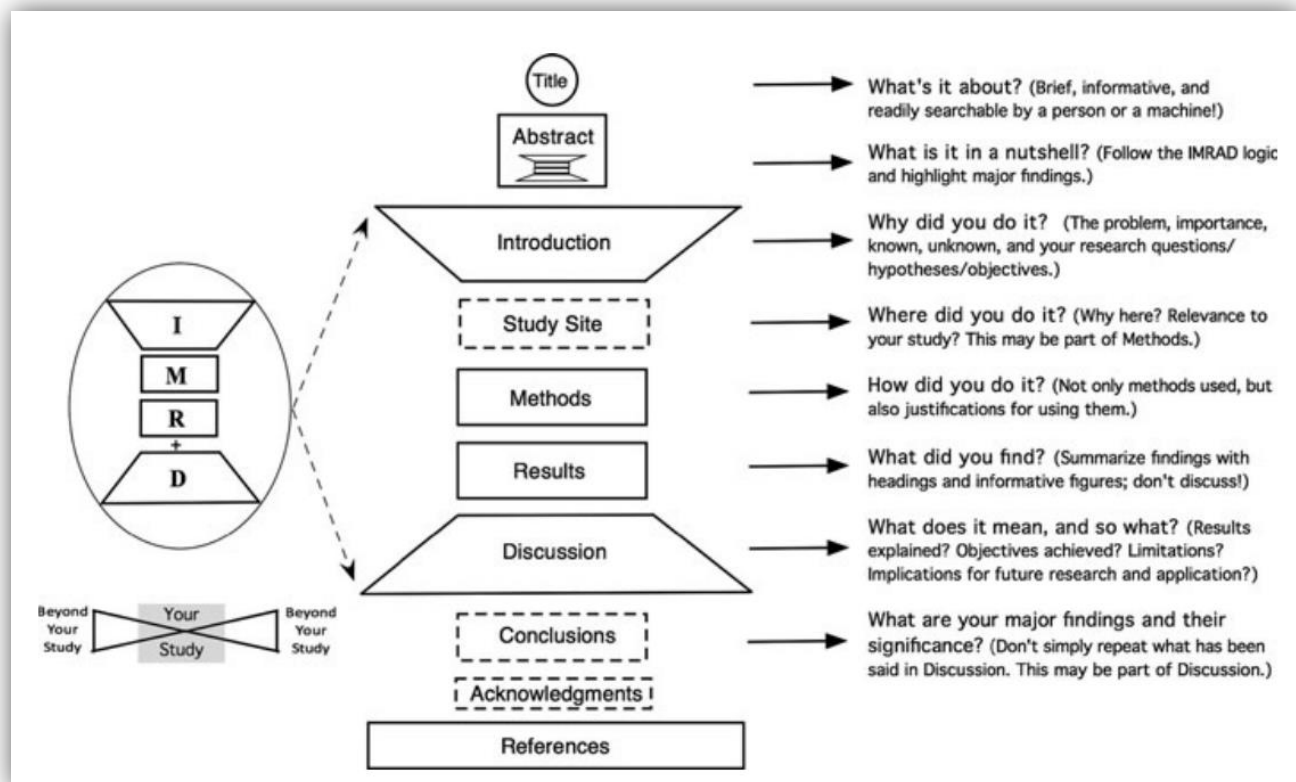 Title
What's it about? (Brief, informative, and
readily searchable by a person or a machine!)
Abstract
What is it in a nutshell? (Follow the IMRAD logic
and highlight major findings.)
Introduction
Why did you do it? (The problem, importance,
known, unknown, and your research questions/
hypotheses/objectives.)
I
M
R
+
D
Study Site
Where did you do it? (Why here? Relevance to
your study? This may be part of Methods.)
Methods
How did you do it? (Not only methods used, but
also justifications for using them.)
Results
What did you find? (Summarize findings with
headings and informative figures; don't discuss!)
Discussion
What does it mean, and so what? (Results
explained? Objectives achieved? Limitations?
Implications for future research and application?)
Beyond
Your
Study
Your
Study
Beyond
Your
Study
Conclusions
What are your major findings and their
significance? (Don't simply repeat what has been
said in Discussion. This may be part of Discussion.)
Acknowledgments
References